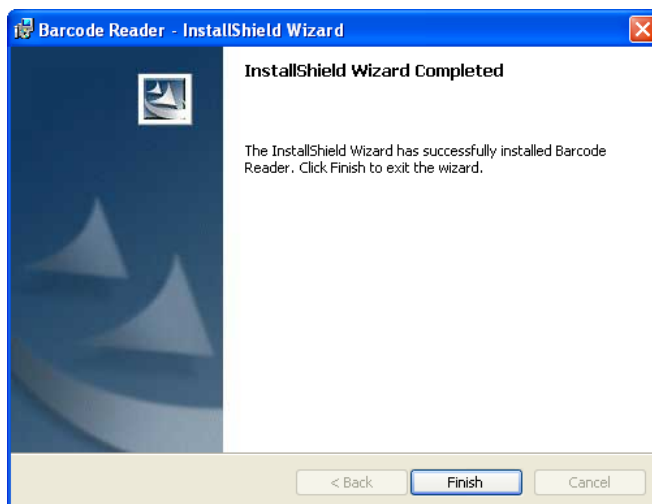 Barcode Reader - InstallShield Wizard
InstallShield Wizard Completed
The InstallShield Wizard has successfully installed Barcode
Reader. Click Finish to exit the wizard.
< Back Finish Cancel